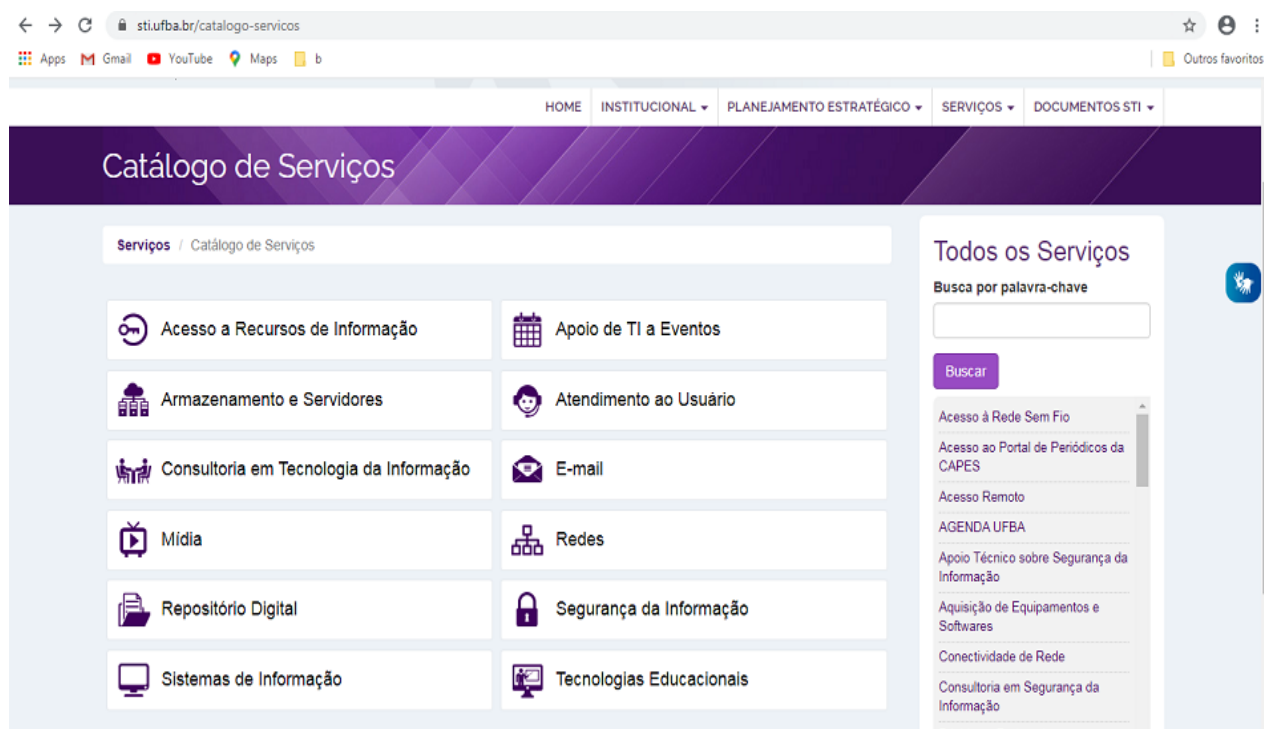 sti.ufba.br/catalogo-servicos
Apps Gmail YouTube Maps b Outros favoritos
HOME INSTITUCIONAL PLANEJAMENTO ESTRATÉGICO SERVIÇOS DOCUMENTOS STI
Catálogo de Serviços
Serviços / Catálogo de Serviços
Acesso a Recursos de Informação
Apoio de TI a Eventos
Armazenamento e Servidores
Atendimento ao Usuário
Consultoria em Tecnologia da Informação
E-mail
Mídia
Redes
Repositório Digital
Segurança da Informação
Sistemas de Informação
Tecnologias Educacionais
Todos os Serviços
Busca por palavra-chave
Buscar
Acesso à Rede Sem Fio
Acesso ao Portal de Periódicos da
CAPES
Acesso Remoto
AGENDA UFBA
Apoio Técnico sobre Segurança da
Informação
Aquisição de Equipamentos e
Softwares
Conectividade de Rede
Consultoria em Segurança da
Informação